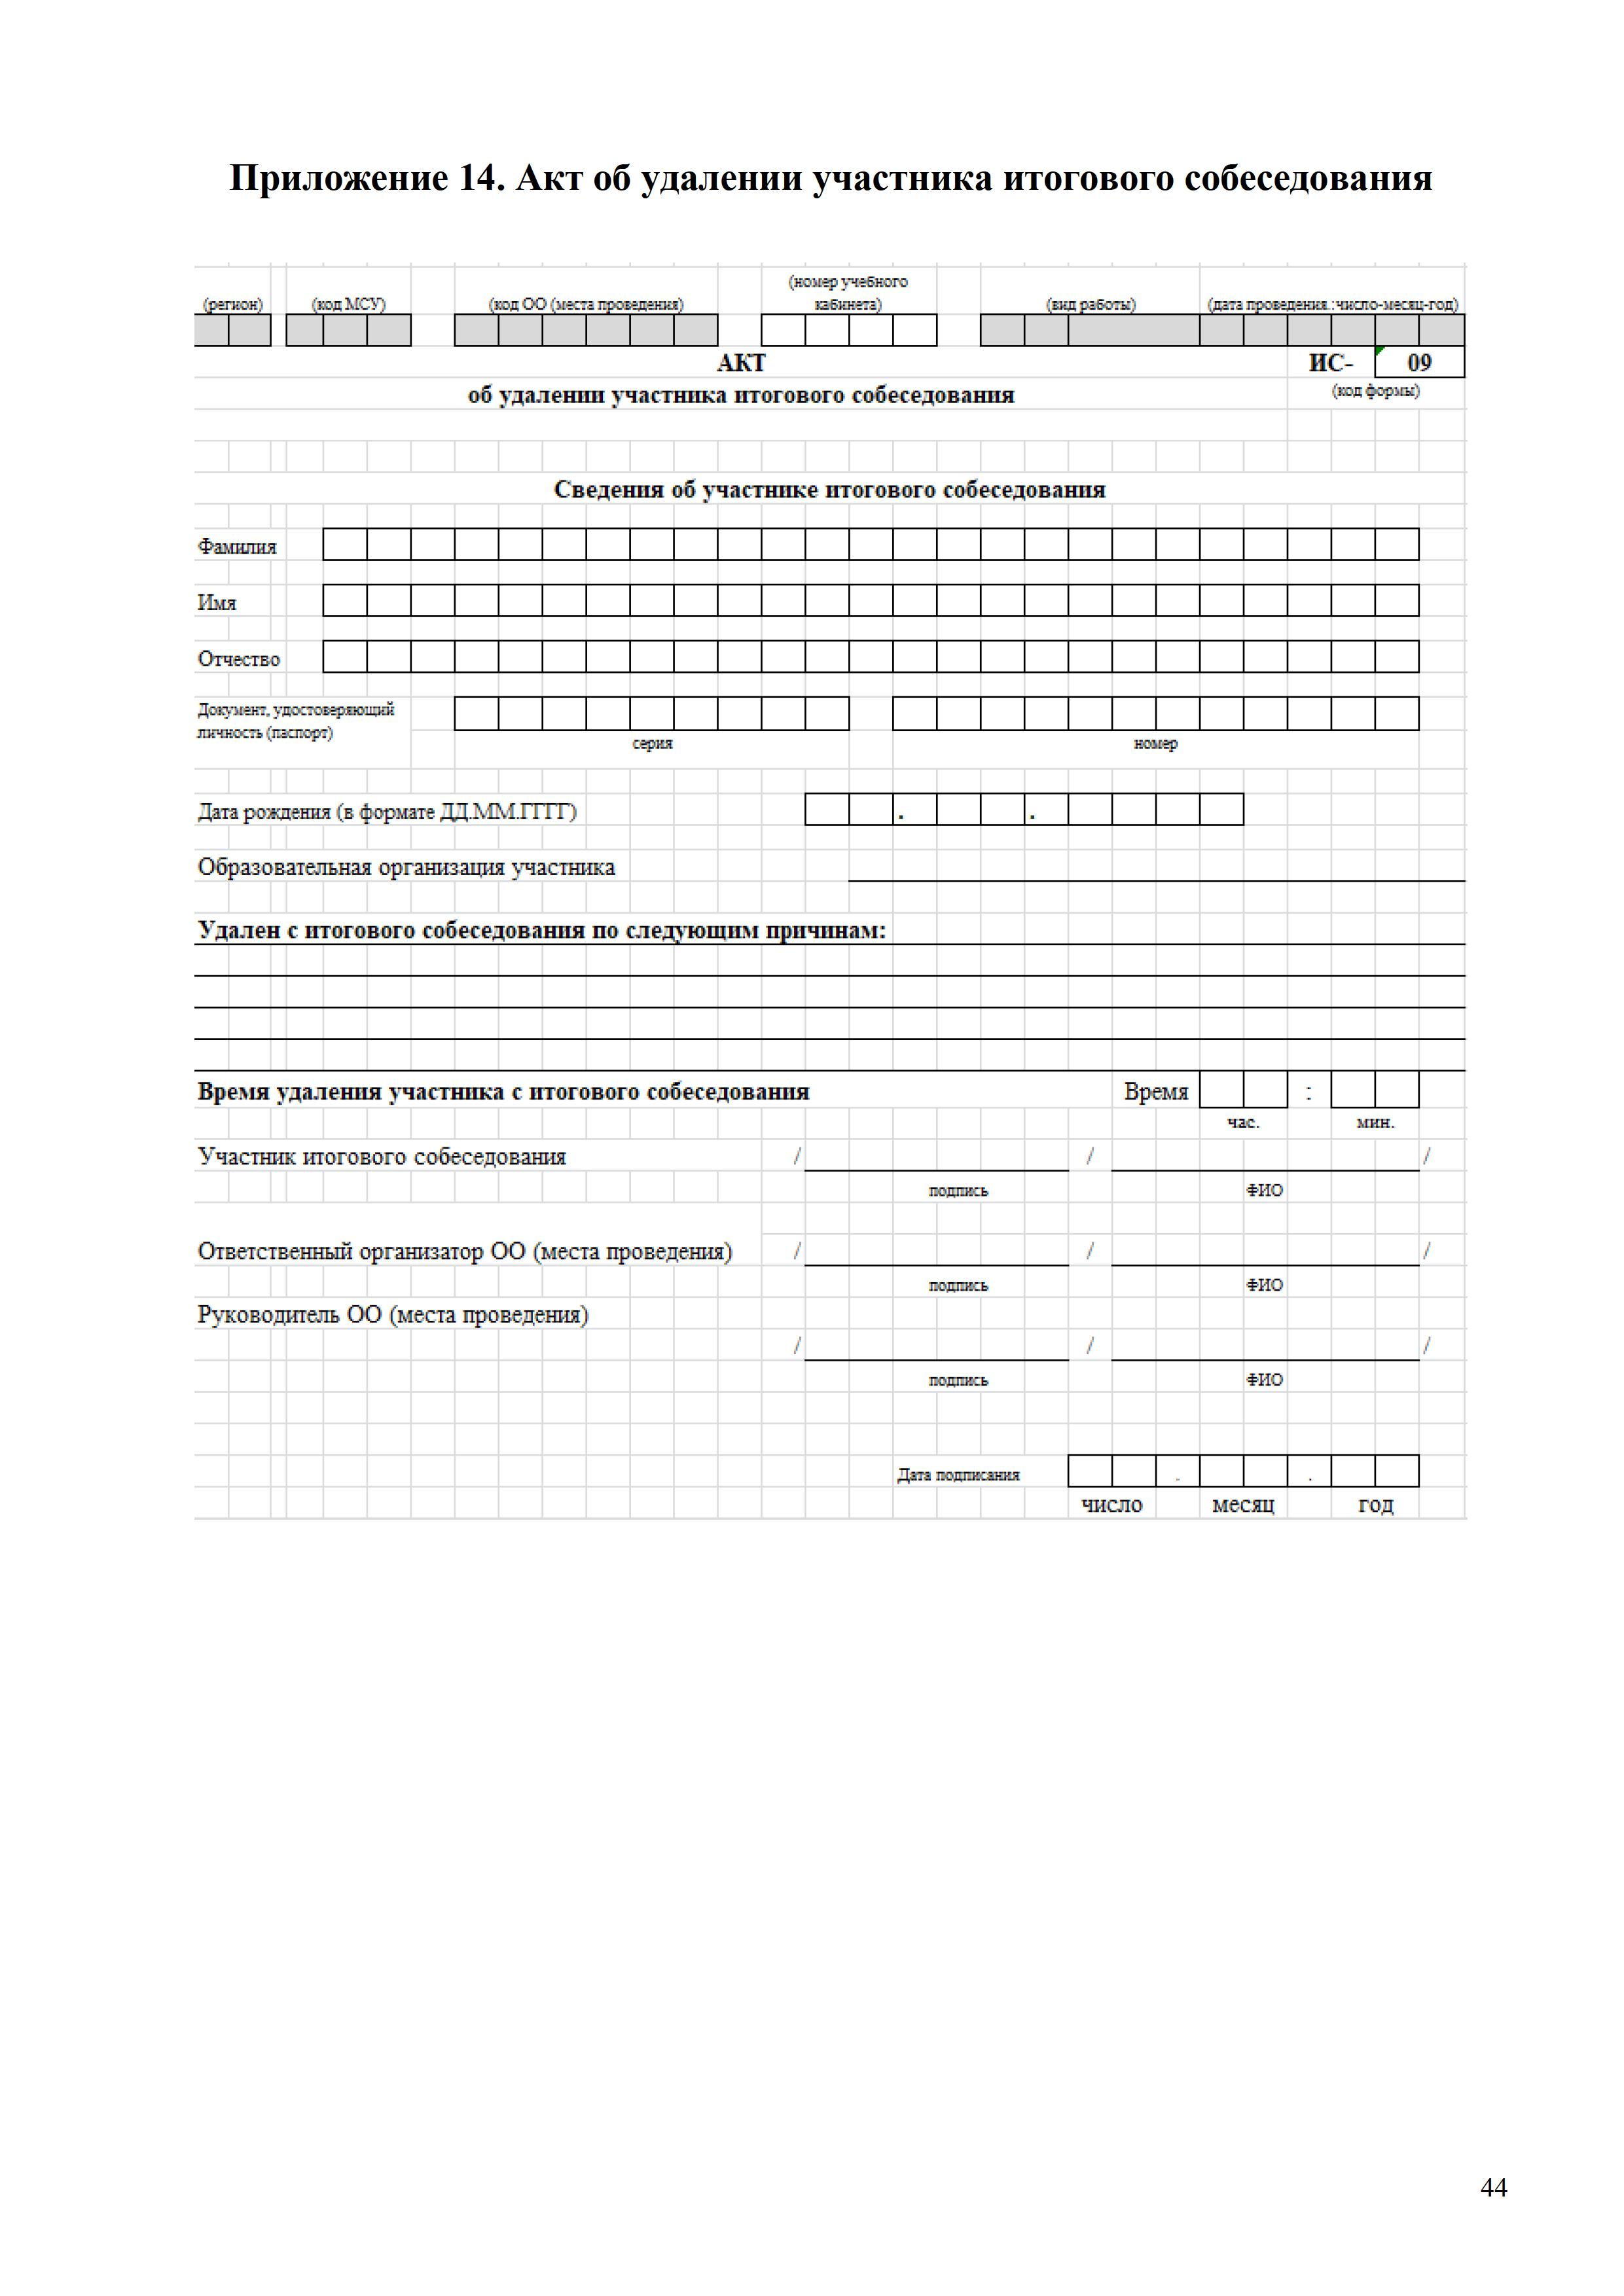 Приложение 14. Акт об удалении участника итогового собеседования
(регион) (код МСУ) (код ОО (места проведения) (номер учебного кабинета) (вид работы) (дата проведения.:число-месяц-год)
АКТ ИС- 09
об удалении участника итогового собеседования (код формы)
Сведения об участнике итогового собеседования
Фамилия
Имя
Отчество
Документ, удостоверяющий
личность (паспорт)
серия номер
Дата рождения (в формате ДД.ММ.ГГГГ) . .
Образовательная организация участника
Удален с итогового собеседования по следующим причинам:
Время удаления участника с итогового собеседования Время :
час. мин.
Участник итогового собеседования / / /
подпись ФИО
Ответственный организатор ОО (места проведения) / / /
подпись ФИО
Руководитель ОО (места проведения)
/ / /
подпись ФИО
Дата подписания . .
число месяц год
44